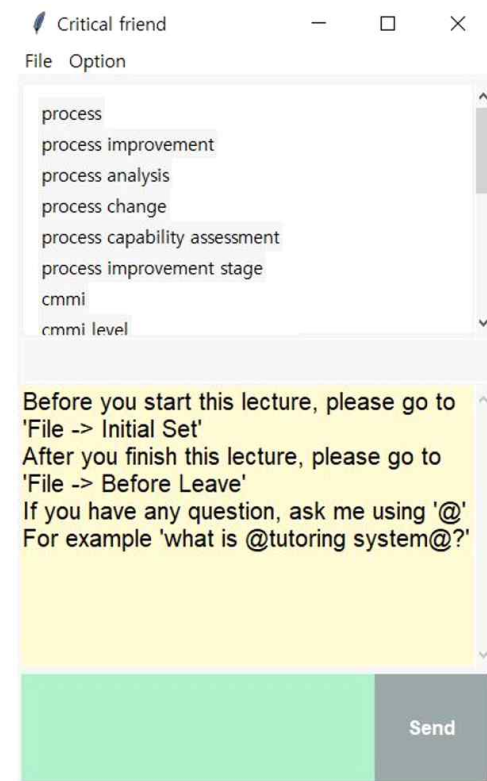 Critical friend
File Option
process
process improvement
process analysis
process change
process capability assessment
process improvement stage
cmmi
cmmi level
Before you start this lecture, please go to
'File -> Initial Set'
After you finish this lecture, please go to
'File -> Before Leave'
If you have any question, ask me using '@'
For example 'what is @tutoring system@?'
Send